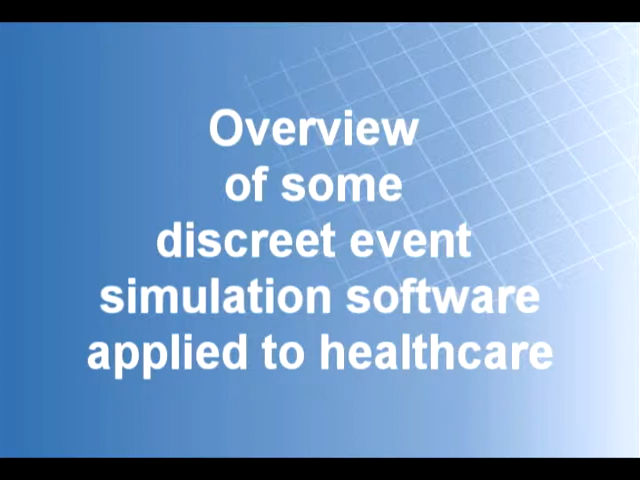 Overview
of some
discreet event
simulation software
applied to healthcare